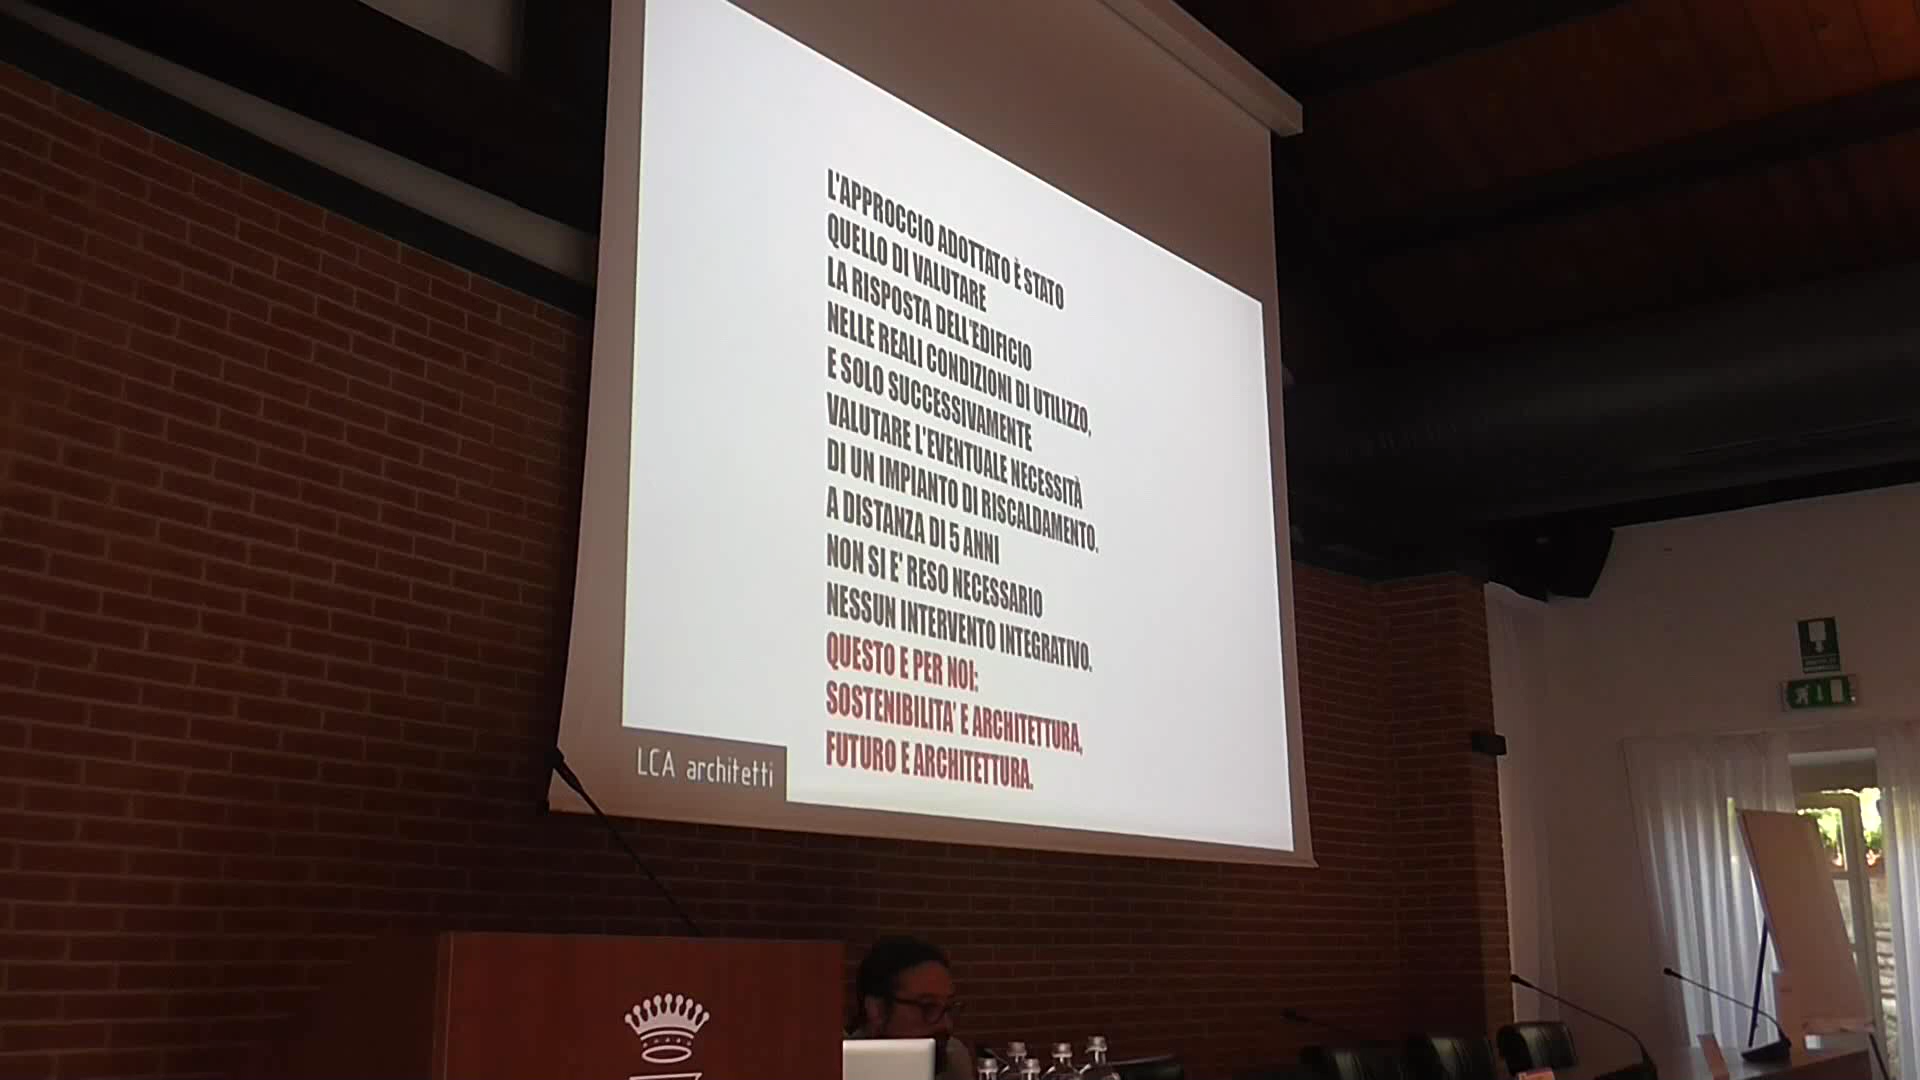 L'APPROCCIO ADOTTATO È STATO
QUELLO DI VALUTARE
LA RISPOSTA DELL'EDIFICIO
NELLE REALI CONDIZIONI DI UTILIZZO,
E SOLO SUCCESSIVAMENTE
VALUTARE L'EVENTUALE NECESSITÀ
DI UN IMPIANTO DI RISCALDAMENTO.
A DISTANZA DI 5 ANNI
NON SI E' RESO NECESSARIO
NESSUN INTERVENTO INTEGRATIVO.
QUESTO E PER NOI:
SOSTENIBILITA' E ARCHITETTURA,
FUTURO E ARCHITETTURA.
LCA architetti